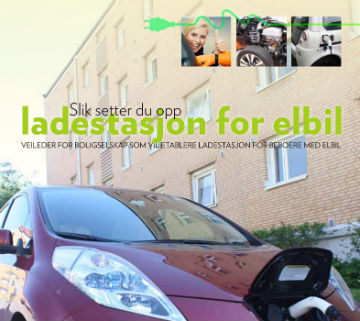 Slik setter du opp
ladestasjon for elbil
VEILEDER FOR BOLIGSELSKAP SOM VIL ETABLERE LADESTASJON FOR BEBOERE MED ELBIL